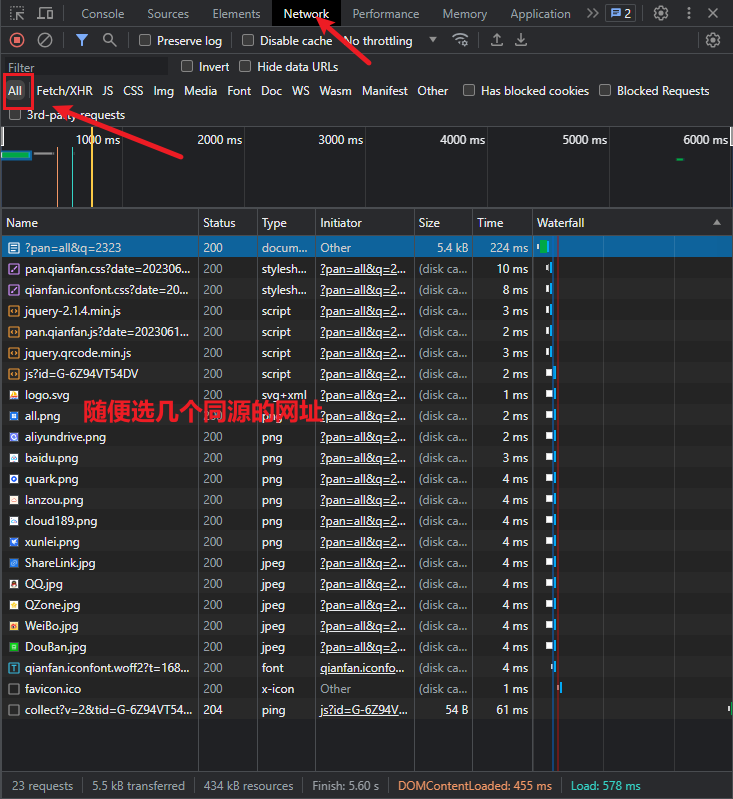 Console Sources Elements Network Performance Memory Application 2
Preserve log Disable cache No throttling
Filter Invert Hide data URLs
All Fetch/XHR JS CSS Img Media Font Doc WS Wasm Manifest Other Has blocked cookies Blocked Requests
3rd-party requests
1000 ms 2000 ms 3000 ms 4000 ms 5000 ms 6000 ms
Name Status Type Initiator Size Time Waterfall
?pan=all&q=2323 200 docum... Other 5.4 kB 224 ms
pan.qianfan.css?date=202306... 200 stylesh... ?pan=all&q=2... (disk ca... 10 ms
qianfan.iconfont.css?date=20... 200 stylesh... ?pan=all&q=2... (disk ca... 8 ms
jquery-2.1.4.min.js 200 script ?pan=all&q=2... (disk ca... 3 ms
pan.qianfan.js?date=2023061... 200 script ?pan=all&q=2... (disk ca... 2 ms
jquery.qrcode.min.js 200 script ?pan=all&q=2... (disk ca... 3 ms
js?id=G-6Z94VT54DV 200 script ?pan=all&q=2... (disk ca... 2 ms
logo.svg 200 svg+xml ?pan=all&q=2... (disk ca... 1 ms
随便选几个同源的网址
all.png 200 png ?pan=all&q=2... (disk ca... 2 ms
aliyundrive.png 200 png ?pan=all&q=2... (disk ca... 2 ms
baidu.png 200 png ?pan=all&q=2... (disk ca... 3 ms
quark.png 200 png ?pan=all&q=2... (disk ca... 4 ms
lanzou.png 200 png ?pan=all&q=2... (disk ca... 4 ms
cloud189.png 200 png ?pan=all&q=2... (disk ca... 4 ms
xunlei.png 200 png ?pan=all&q=2... (disk ca... 4 ms
ShareLink.jpg 200 jpeg ?pan=all&q=2... (disk ca... 4 ms
QQ.jpg 200 jpeg ?pan=all&q=2... (disk ca... 4 ms
QZone.jpg 200 jpeg ?pan=all&q=2... (disk ca... 4 ms
WeiBo.jpg 200 jpeg ?pan=all&q=2... (disk ca... 4 ms
DouBan.jpg 200 jpeg ?pan=all&q=2... (disk ca... 4 ms
qianfan.iconfont.woff2?t=168... 200 font qianfan.iconfo... (disk ca... 4 ms
favicon.ico 200 x-icon Other (disk ca... 1 ms
collect?v=2&tid=G-6Z94VT54... 204 ping js?id=G-6Z94V... 54 B 61 ms
23 requests 5.5 kB transferred 434 kB resources Finish: 5.60 s DOMContentLoaded: 455 ms Load: 578 ms